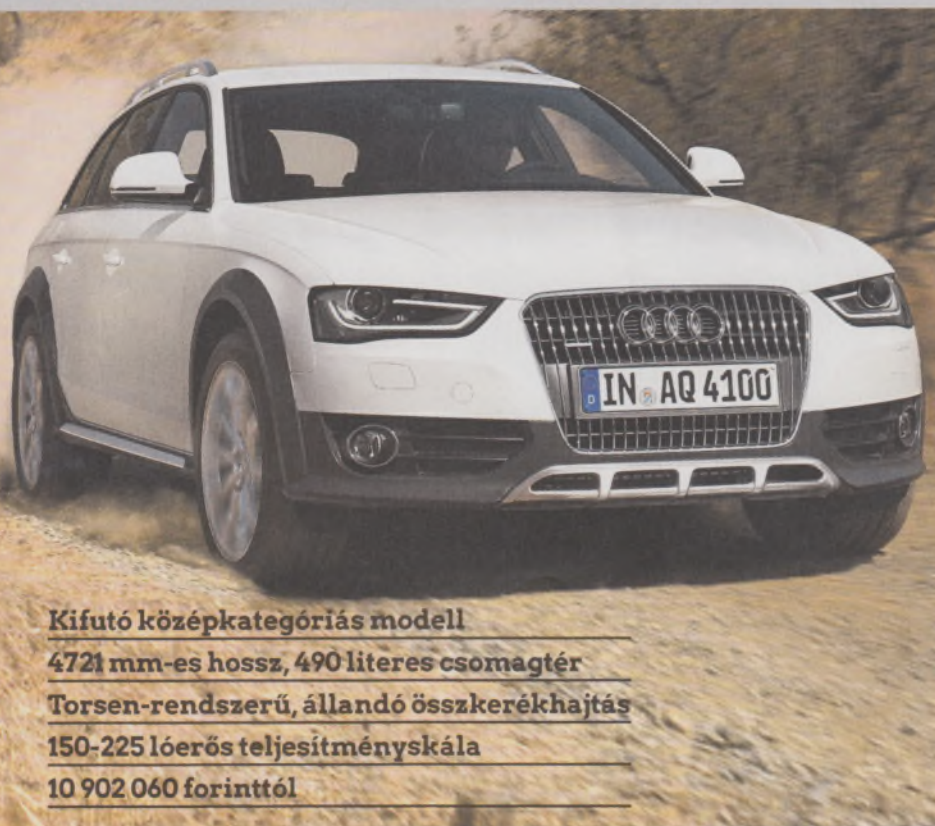 IN AQ 4100
D
Kifutó középkategóriás modell
4721 mm-es hossz, 490 literes csomagtér
Torsen-rendszerű, állandó összkerékhajtás
150-225 lóerős teljesítményskála
10 902 060 forinttól